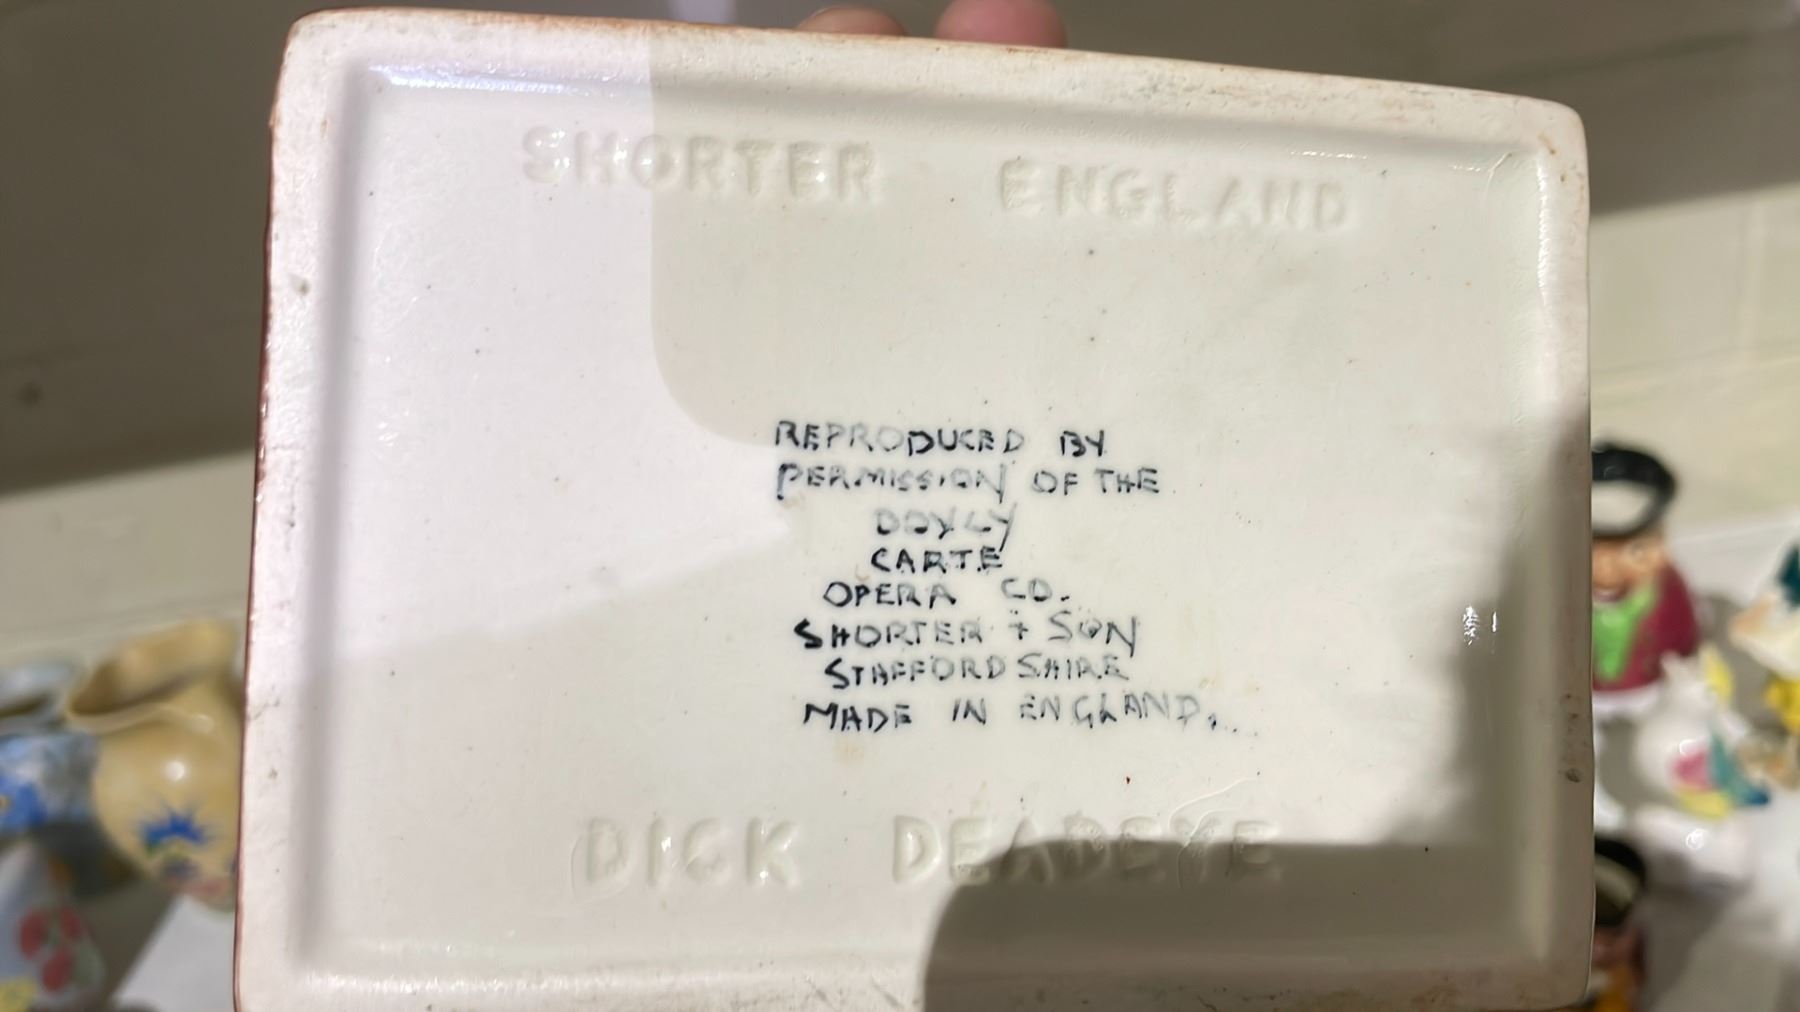 SHORTER ENGLAND
REPRODUCED BY
PERMISSION OF THE
DOYLY
CARTE
OPERA CO.
SHORTER + SON
STAFFORDSHIRE
MADE IN ENGLAND.
DICK DEADEYE